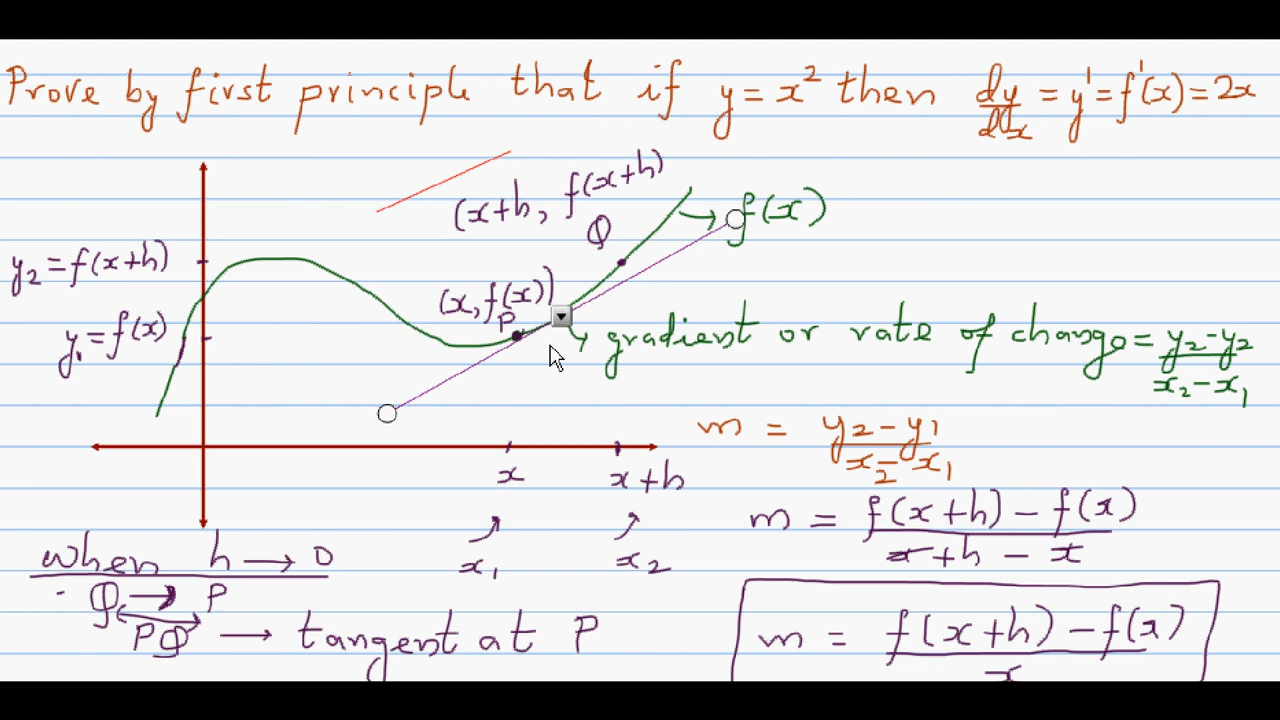 Prove by first principle that if y = x² then dy/dx = y' = f'(x) = 2x
(x+h, f(x+h))
Q
f(x)
y₂ = f(x+h)
(x, f(x))
P
y₁ = f(x)
gradient or rate of change = y₂ - y₂ / x₂ - x₁
m = y₂ - y₁ / x₂ - x₁
x
x+h
m = f(x+h) - f(x) / x + h - x
x₁
x₂
when h → 0
Q → P
PQ → tangent at P
m = f(x+h) - f(x) / x